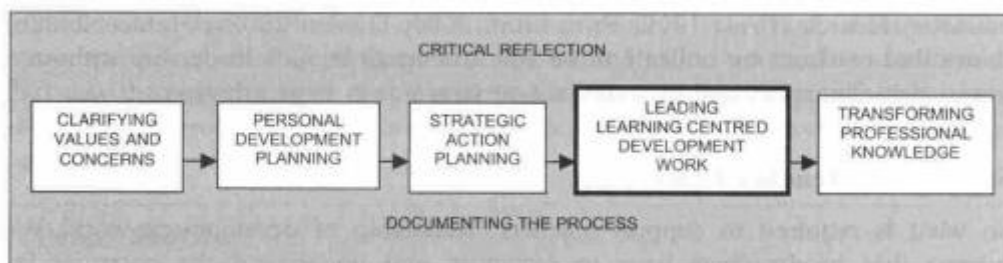 CRITICAL REFLECTION
CLARIFYING
VALUES AND
CONCERNS
PERSONAL
DEVELOPMENT
PLANNING
STRATEGIC
ACTION
PLANNING
LEADING
LEARNING CENTRED
DEVELOPMENT
WORK
TRANSFORMING
PROFESSIONAL
KNOWLEDGE
DOCUMENTING THE PROCESS